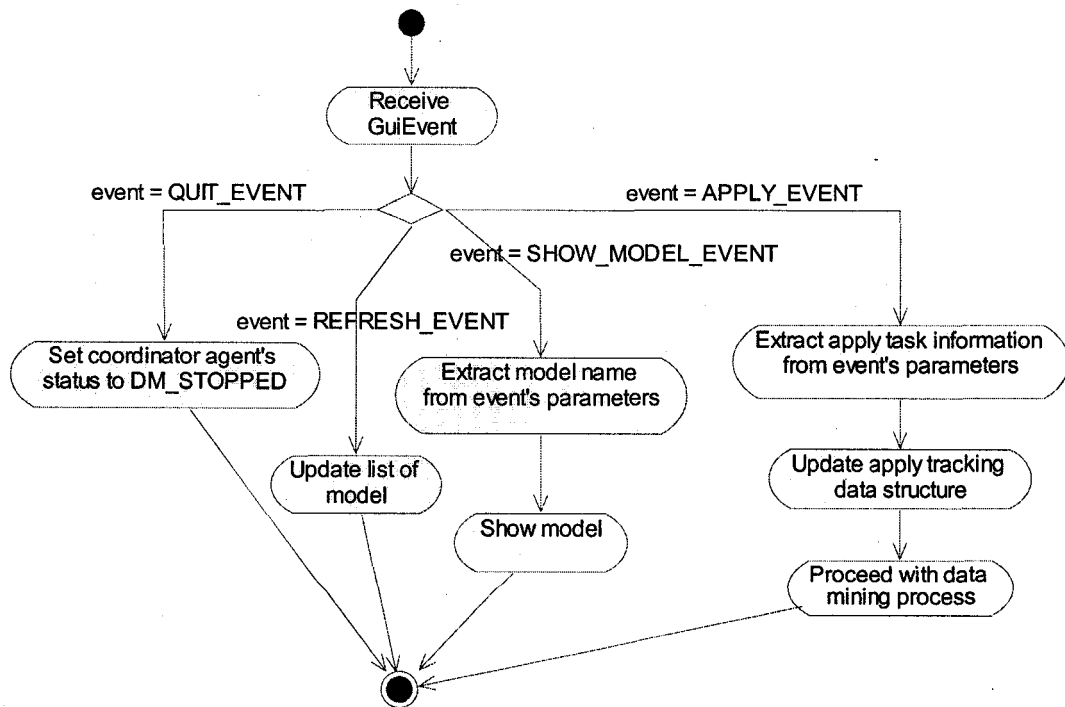 Receive
GuiEvent
event = QUIT_EVENT
event = APPLY_EVENT
event = SHOW_MODEL_EVENT
event = REFRESH_EVENT
Set coordinator agent's
status to DM_STOPPED
Extract model name
from event's parameters
Extract apply task information
from event's parameters
Update list of
model
Show model
Update apply tracking
data structure
Proceed with data
mining process